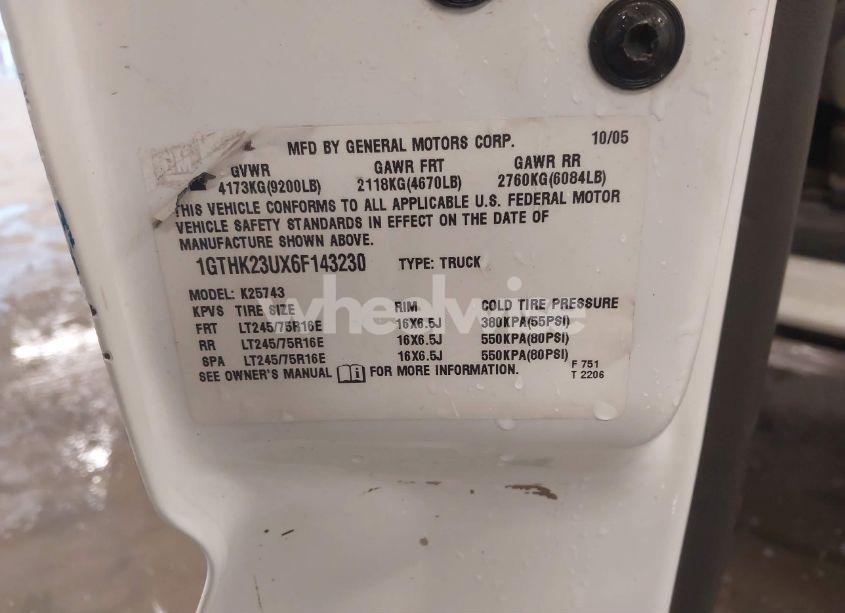 MFD BY GENERAL MOTORS CORP. 10/05
GVWR GAWR FRT GAWR RR
4173KG(9200LB) 2118KG(4670LB) 2760KG(6084LB)
THIS VEHICLE CONFORMS TO ALL APPLICABLE U.S. FEDERAL MOTOR
VEHICLE SAFETY STANDARDS IN EFFECT ON THE DATE OF
MANUFACTURE SHOWN ABOVE.
1GTHK23UX6F143230 TYPE: TRUCK
MODEL: K25743
KPVS TIRE SIZE RIM COLD TIRE PRESSURE
FRT LT245/75R16E 16X6.5J 380KPA(55PSI)
RR LT245/75R16E 16X6.5J 550KPA(80PSI)
SPA LT245/75R16E 16X6.5J 550KPA(80PSI)
SEE OWNER'S MANUAL FOR MORE INFORMATION.
F 751
T 2206
wheelwire